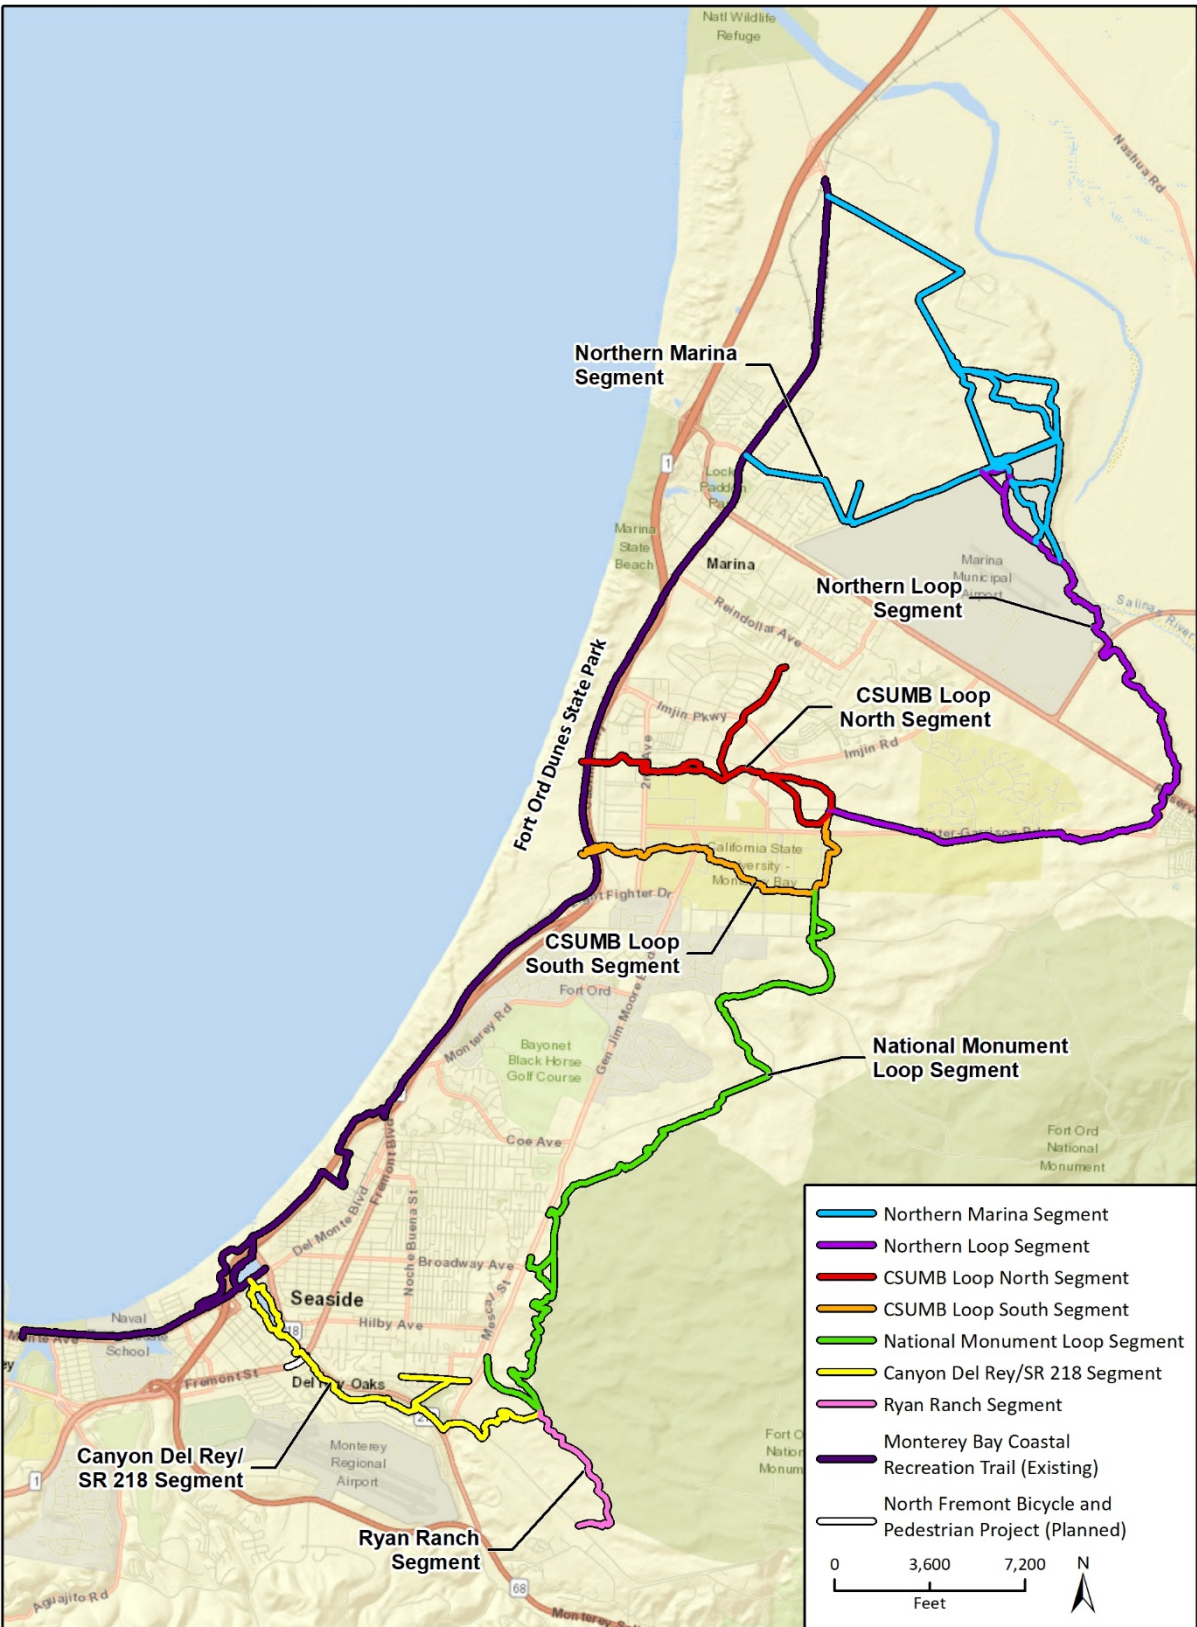 Natl Wildlife
Refuge
Nashua Rd
Northern Marina
Segment
1
Marina
State
Beach
Marina
Marina
Municipal
Airport
Northern Loop
Segment
Salinas River
Reindollar Ave
Fort Ord Dunes State Park
CSUMB Loop
North Segment
Imjin Pkwy
Imjin Rd
2nd Ave
California State
Monterey Bay
Fighter Dr
CSUMB Loop
South Segment
Fort Ord
Gen Jim Moore
Monterey Rd
Bayonet
Black Horse
Golf Course
National Monument
Loop Segment
Coe Ave
Fort Ord
National
Monument
Fremont Blvd
Del Monte Blvd
Noche Buena St
Broadway Ave
Seaside
Hilby Ave
Naval
School
Fremont St
Del Rey Oaks
Monterey
Regional
Airport
Canyon Del Rey/
SR 218 Segment
1
Ryan Ranch
Segment
68
Aguajito Rd
Northern Marina Segment
Northern Loop Segment
CSUMB Loop North Segment
CSUMB Loop South Segment
National Monument Loop Segment
Canyon Del Rey/SR 218 Segment
Ryan Ranch Segment
Monterey Bay Coastal
Recreation Trail (Existing)
North Fremont Bicycle and
Pedestrian Project (Planned)
0 3,600 7,200
Feet
N